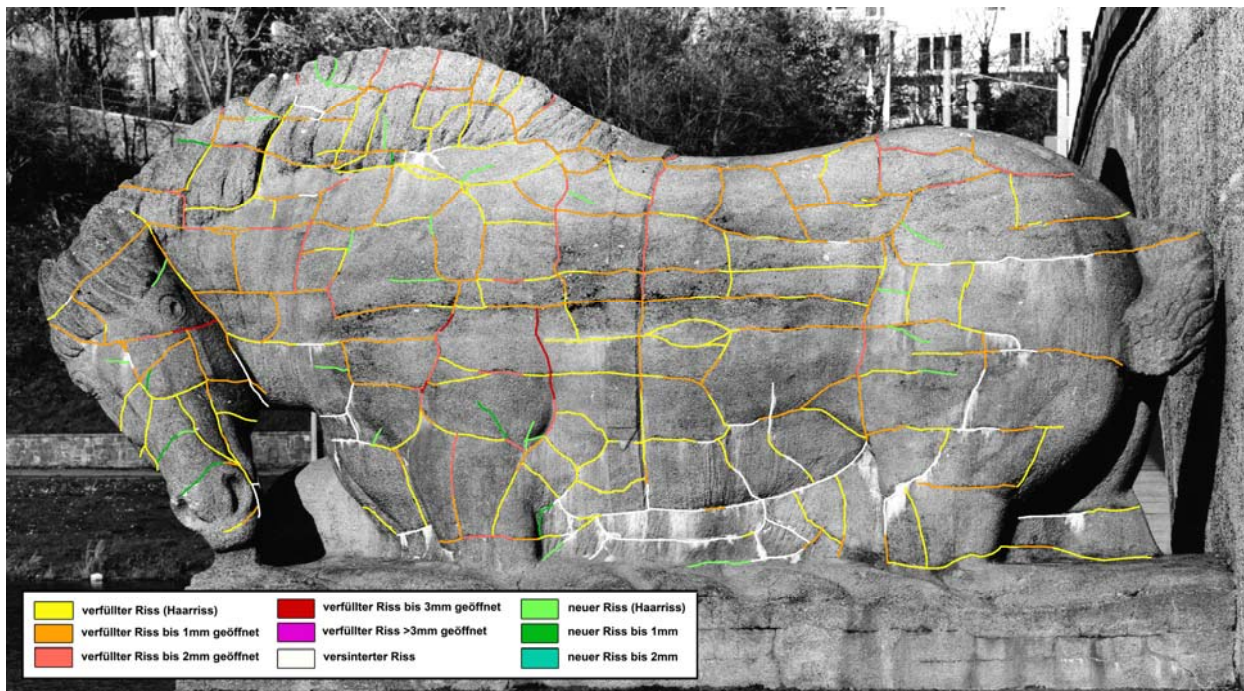 verfüllter Riss (Haarriss)
verfüllter Riss bis 1mm geöffnet
verfüllter Riss bis 2mm geöffnet
verfüllter Riss bis 3mm geöffnet
verfüllter Riss >3mm geöffnet
versinterter Riss
neuer Riss (Haarriss)
neuer Riss bis 1mm
neuer Riss bis 2mm